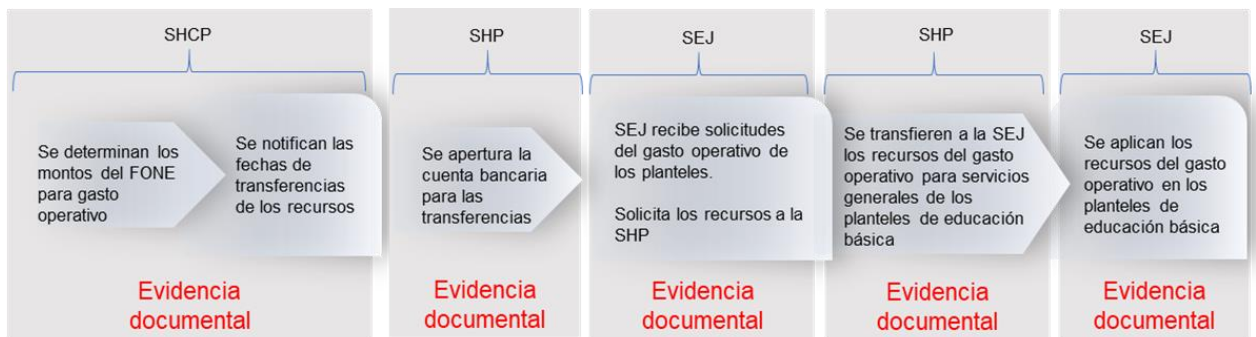 SHCP
Se determinan los
montos del FONE
para gasto
operativo
Se notifican las
fechas de
transferencias
de los recursos
Evidencia
documental
SHP
Se apertura la
cuenta bancaria
para las
transferencias
Evidencia
documental
SEJ
SEJ recibe solicitudes
del gasto operativo de
los planteles.
Solicita los recursos a la
SHP
Evidencia
documental
SHP
Se transfieren a la SEJ
los recursos del gasto
operativo para servicios
generales de los
planteles de educación
básica
Evidencia
documental
SEJ
Se aplican los
recursos del gasto
operativo en los
planteles de
educación básica
Evidencia
documental